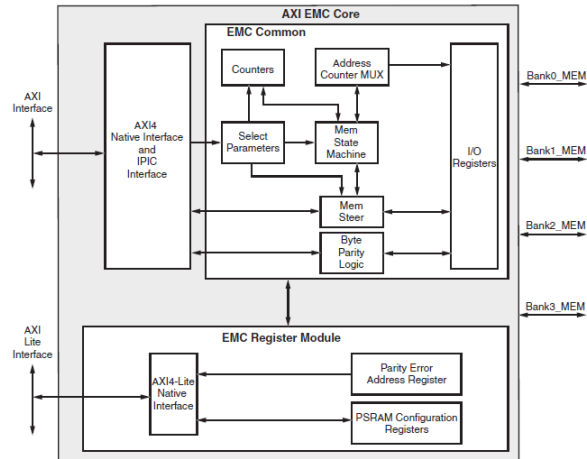 AXI EMC Core
EMC Common
Counters
Address
Counter MUX
AXI
Interface
AXI4
Native Interface
and
IPIC
Interface
Select
Parameters
Mem
State
Machine
I/O
Registers
Mem
Steer
Byte
Parity
Logic
Bank0_MEM
Bank1_MEM
Bank2_MEM
Bank3_MEM
AXI
Lite
Interface
EMC Register Module
AXI4-Lite
Native
Interface
Parity Error
Address Register
PSRAM Configuration
Registers